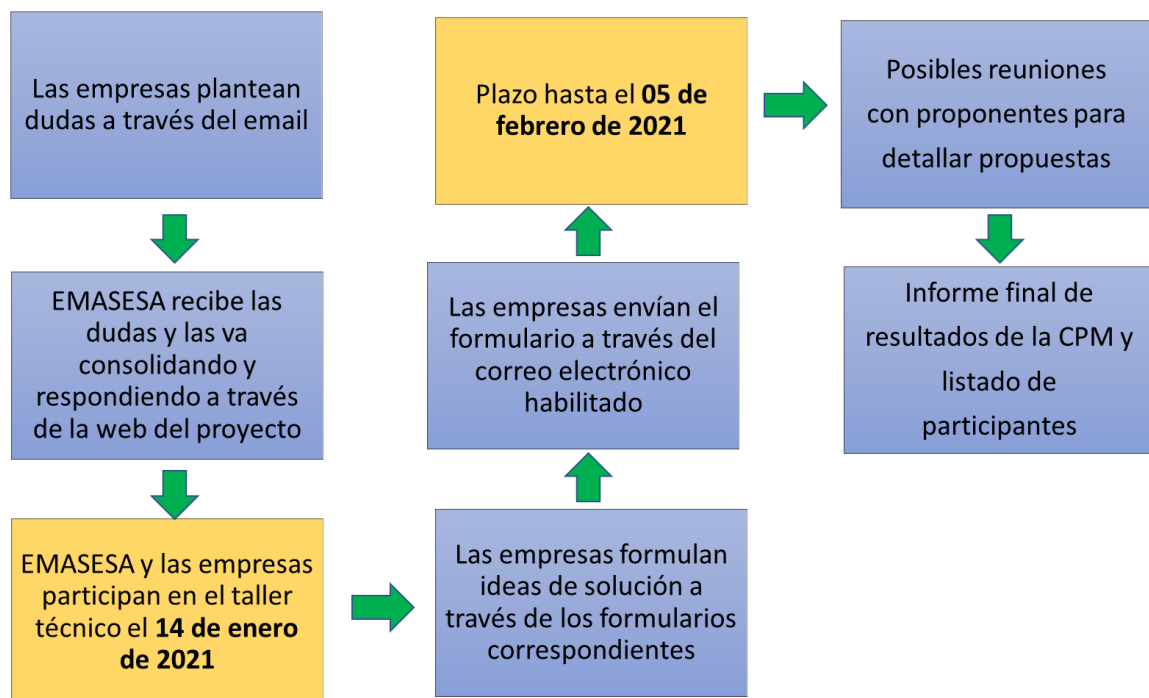 Las empresas plantean
dudas a través del email
EMASESA recibe las
dudas y las va
consolidando y
respondiendo a través
de la web del proyecto
EMASESA y las empresas
participan en el taller
técnico el 14 de enero
de 2021
Las empresas formulan
ideas de solución a
través de los formularios
correspondientes
Las empresas envían el
formulario a través del
correo electrónico
habilitado
Plazo hasta el 05 de
febrero de 2021
Posibles reuniones
con proponentes para
detallar propuestas
Informe final de
resultados de la CPM y
listado de
participantes